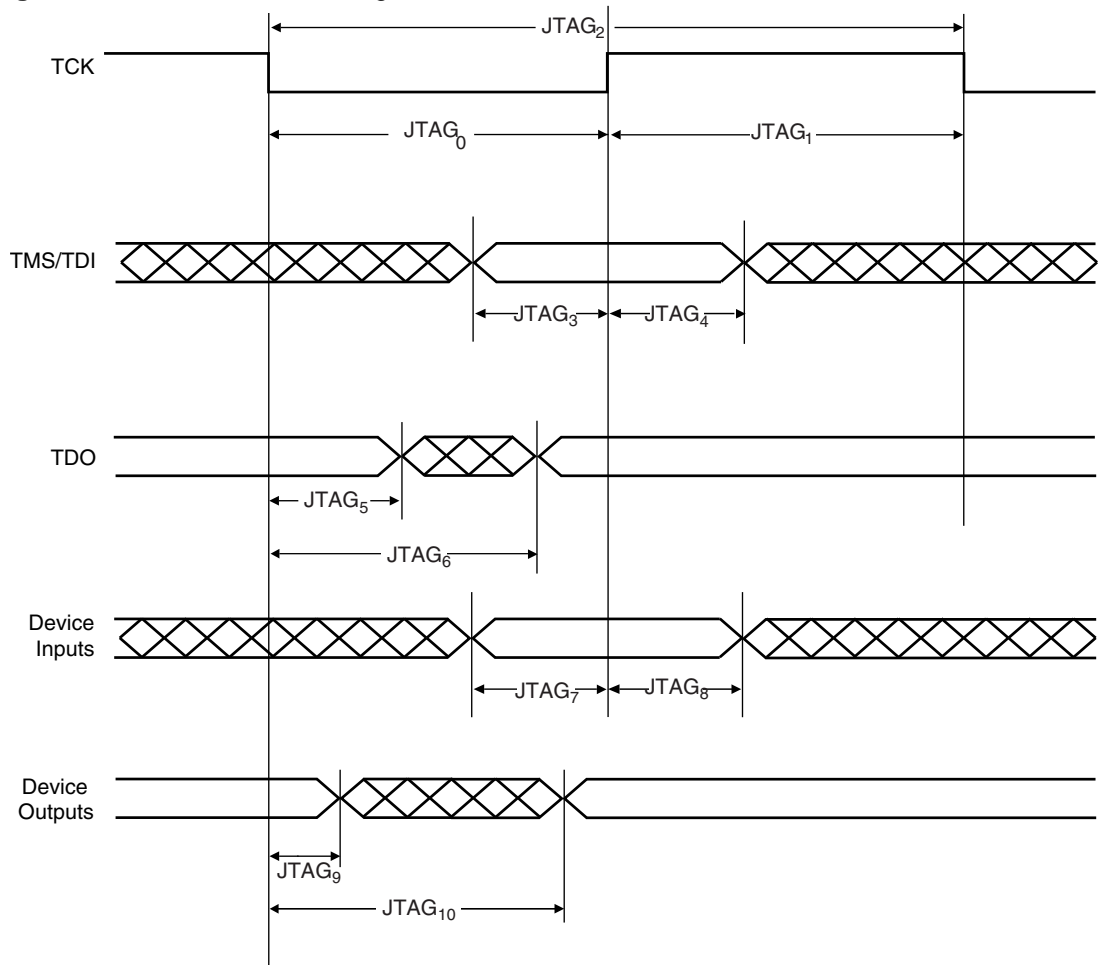 JTAG₂
TCK
JTAG₀
JTAG₁
TMS/TDI
JTAG₃
JTAG₄
TDO
JTAG₅
JTAG₆
Device
Inputs
JTAG₇
JTAG₈
Device
Outputs
JTAG₉
JTAG₁₀